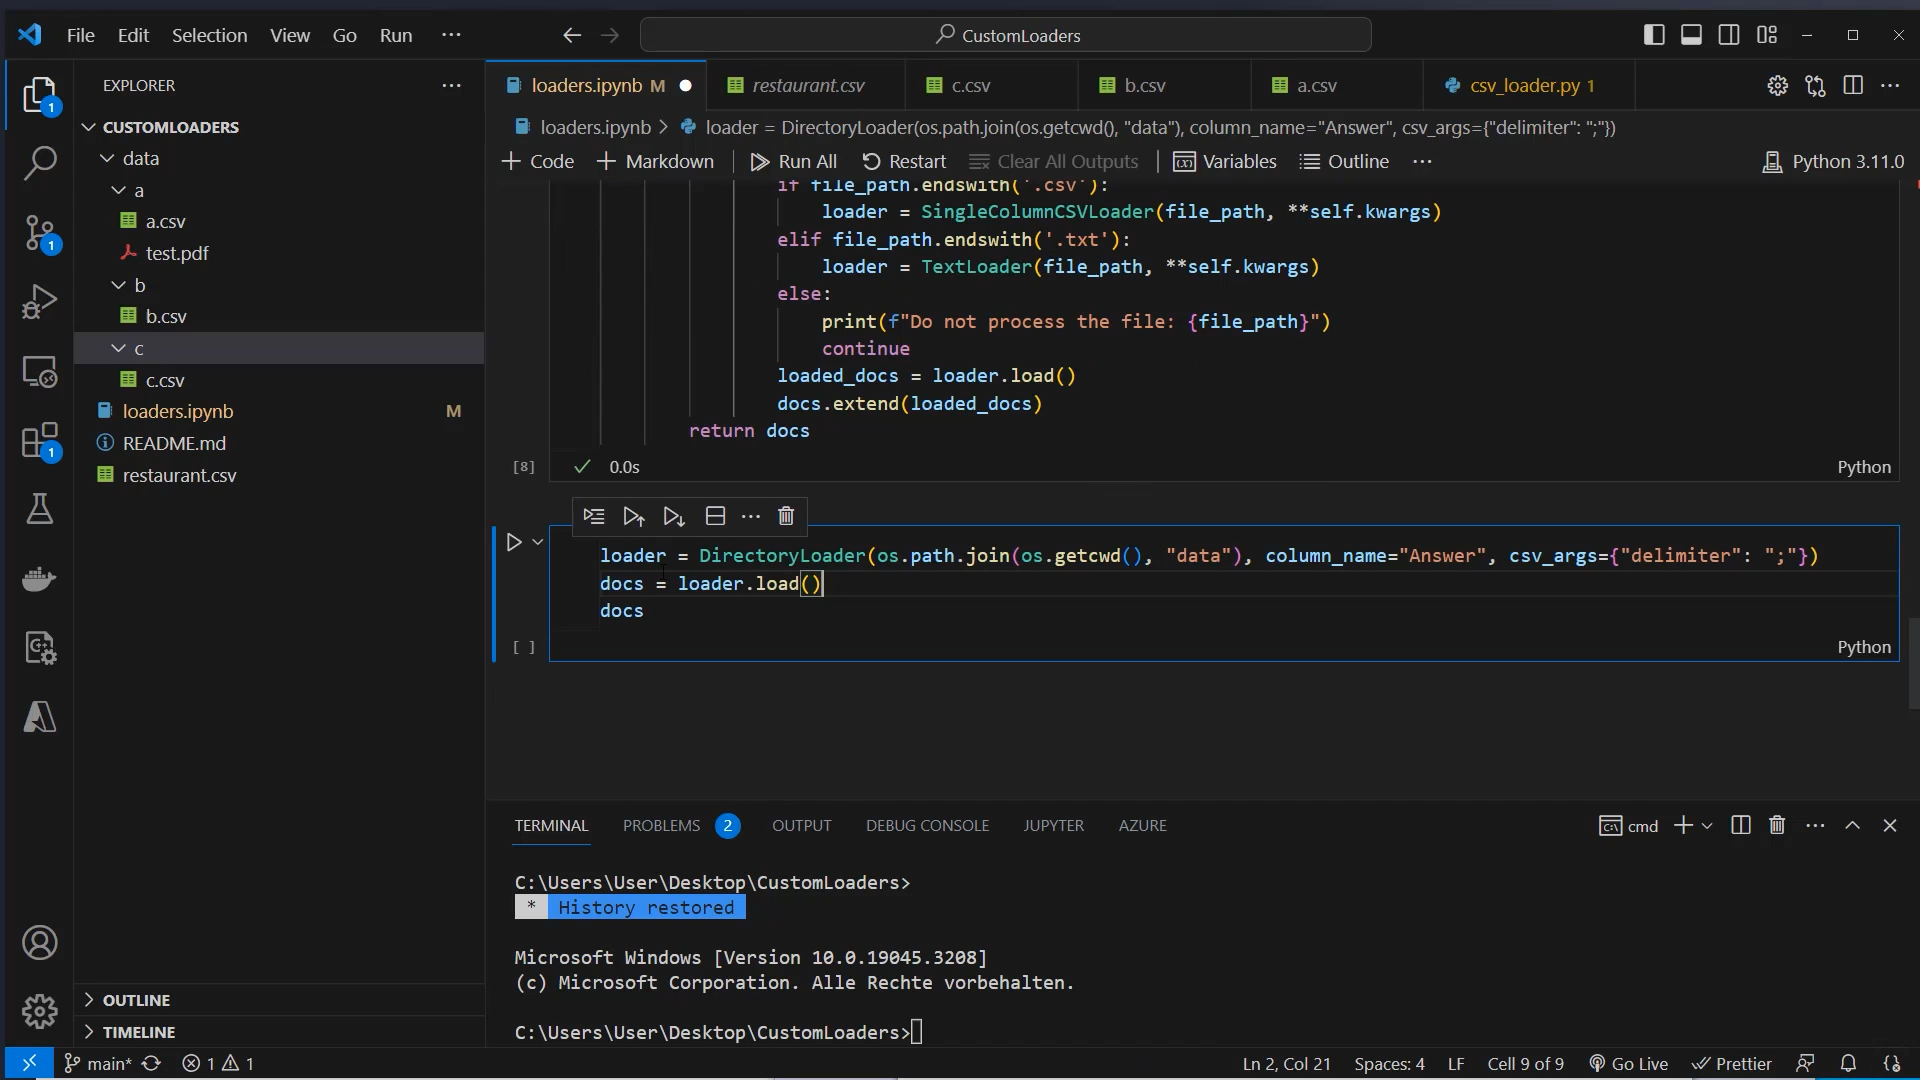 File Edit Selection View Go Run ··· CustomLoaders
EXPLORER
loaders.ipynb M restaurant.csv c.csv b.csv a.csv csv_loader.py 1
CUSTOMLOADERS
loaders.ipynb > loader = DirectoryLoader(os.path.join(os.getcwd(), "data"), column_name="Answer", csv_args={"delimiter": ";"})
data
a
a.csv
test.pdf
b
b.csv
c
c.csv
loaders.ipynb M
README.md
restaurant.csv
OUTLINE
TIMELINE
Code Markdown Run All Restart Clear All Outputs Variables Outline ··· Python 3.11.0
if file_path.endswith('.csv'):
loader = SingleColumnCSVLoader(file_path, **self.kwargs)
elif file_path.endswith('.txt'):
loader = TextLoader(file_path, **self.kwargs)
else:
print(f"Do not process the file: {file_path}")
continue
loaded_docs = loader.load()
docs.extend(loaded_docs)
return docs
[8] 0.0s Python
loader = DirectoryLoader(os.path.join(os.getcwd(), "data"), column_name="Answer", csv_args={"delimiter": ";"})
docs = loader.load()
docs
[ ] Python
TERMINAL PROBLEMS 2 OUTPUT DEBUG CONSOLE JUPYTER AZURE cmd
C:\Users\User\Desktop\CustomLoaders>
* History restored
Microsoft Windows [Version 10.0.19045.3208]
(c) Microsoft Corporation. Alle Rechte vorbehalten.
C:\Users\User\Desktop\CustomLoaders>
main* 1 1 Ln 2, Col 21 Spaces: 4 LF Cell 9 of 9 Go Live Prettier